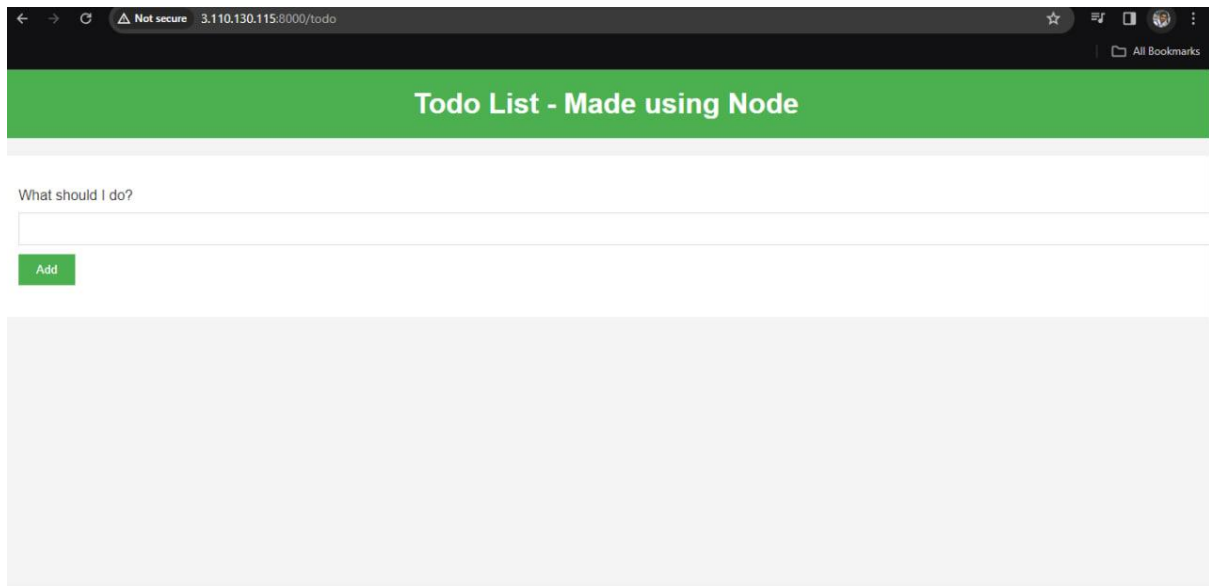 Not secure 3.110.130.115:8000/todo
All Bookmarks
Todo List - Made using Node
What should I do?
Add